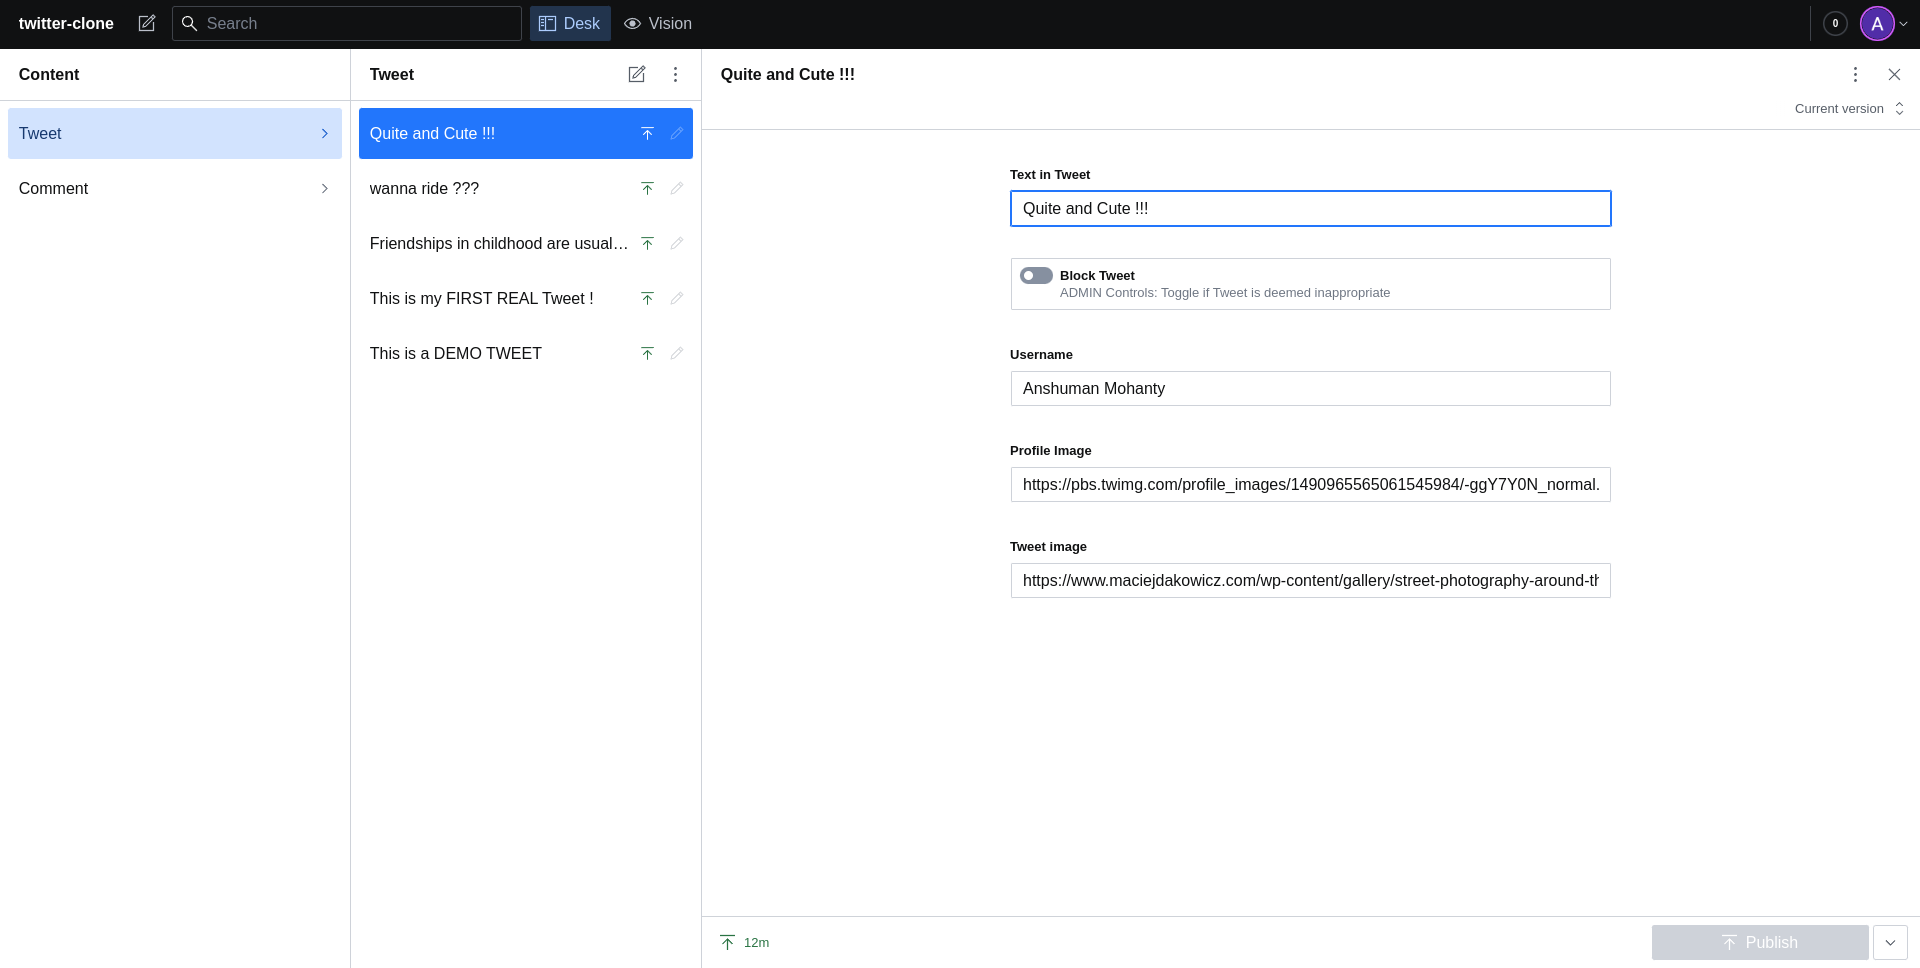 twitter-clone
Search
Desk
Vision
0
A
Content
Tweet
Comment
Tweet
Quite and Cute !!!
wanna ride ???
Friendships in childhood are usual…
This is my FIRST REAL Tweet !
This is a DEMO TWEET
Quite and Cute !!!
Current version
Text in Tweet
Quite and Cute !!!
Block Tweet
ADMIN Controls: Toggle if Tweet is deemed inappropriate
Username
Anshuman Mohanty
Profile Image
https://pbs.twimg.com/profile_images/1490965565061545984/-ggY7Y0N_normal.
Tweet image
https://www.maciejdakowicz.com/wp-content/gallery/street-photography-around-th
12m
Publish